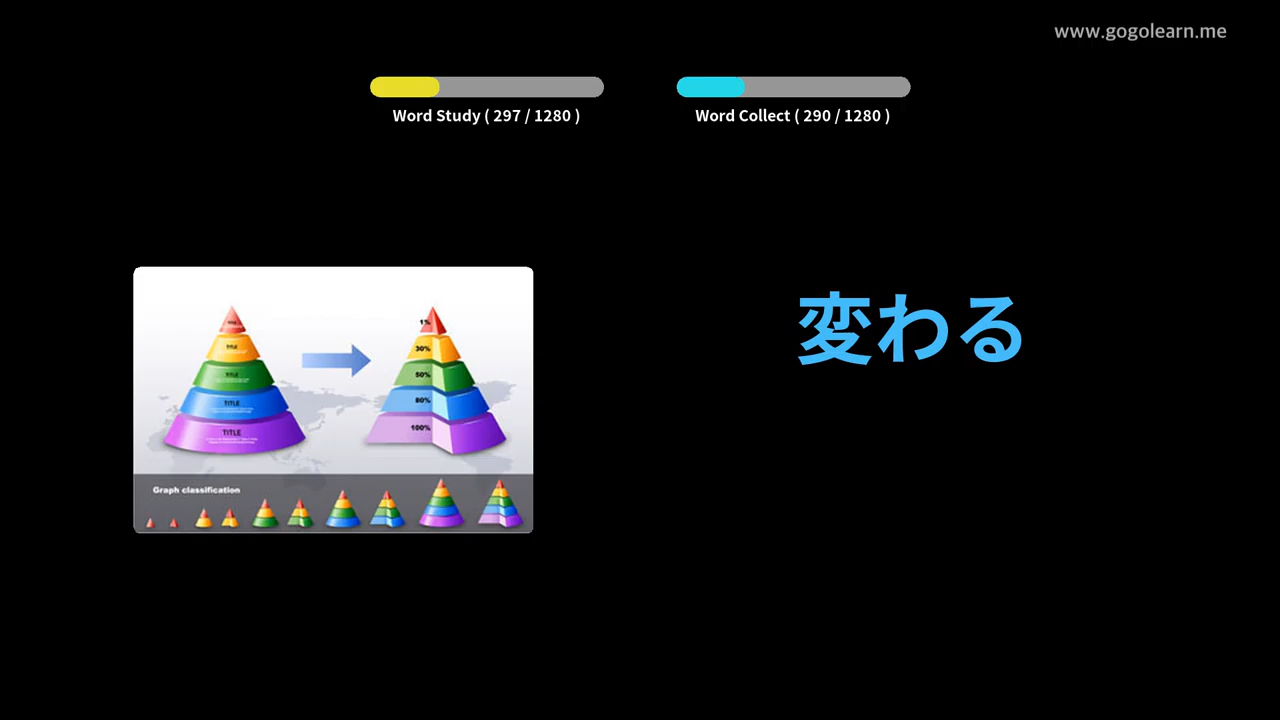 www.gogolearn.me
Word Study ( 297 / 1280 )
Word Collect ( 290 / 1280 )
変わる
TITLE
TITLE
TITLE
TITLE
1%
30%
50%
80%
100%
Graph classification